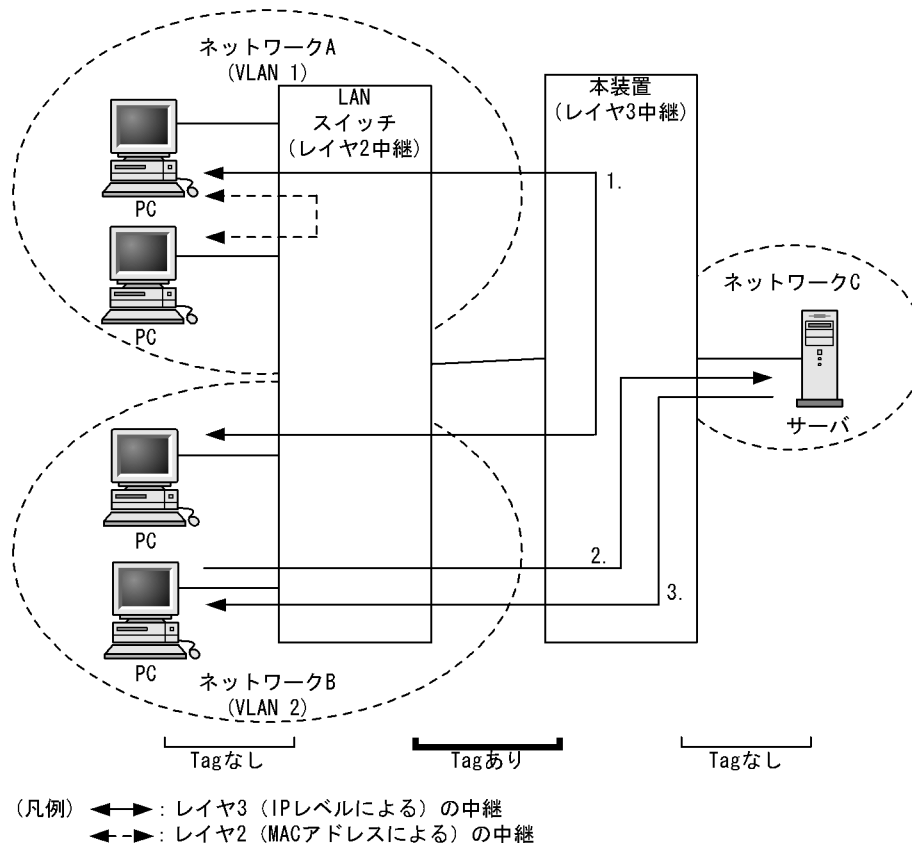 ネットワークA
(VLAN 1)
LAN
スイッチ
(レイヤ2中継)
本装置
(レイヤ3中継)
1.
PC
PC
ネットワークC
サーバ
PC
2.
3.
PC
ネットワークB
(VLAN 2)
Tagなし
Tagあり
Tagなし
(凡例)
：レイヤ3（IPレベルによる）の中継
：レイヤ2（MACアドレスによる）の中継